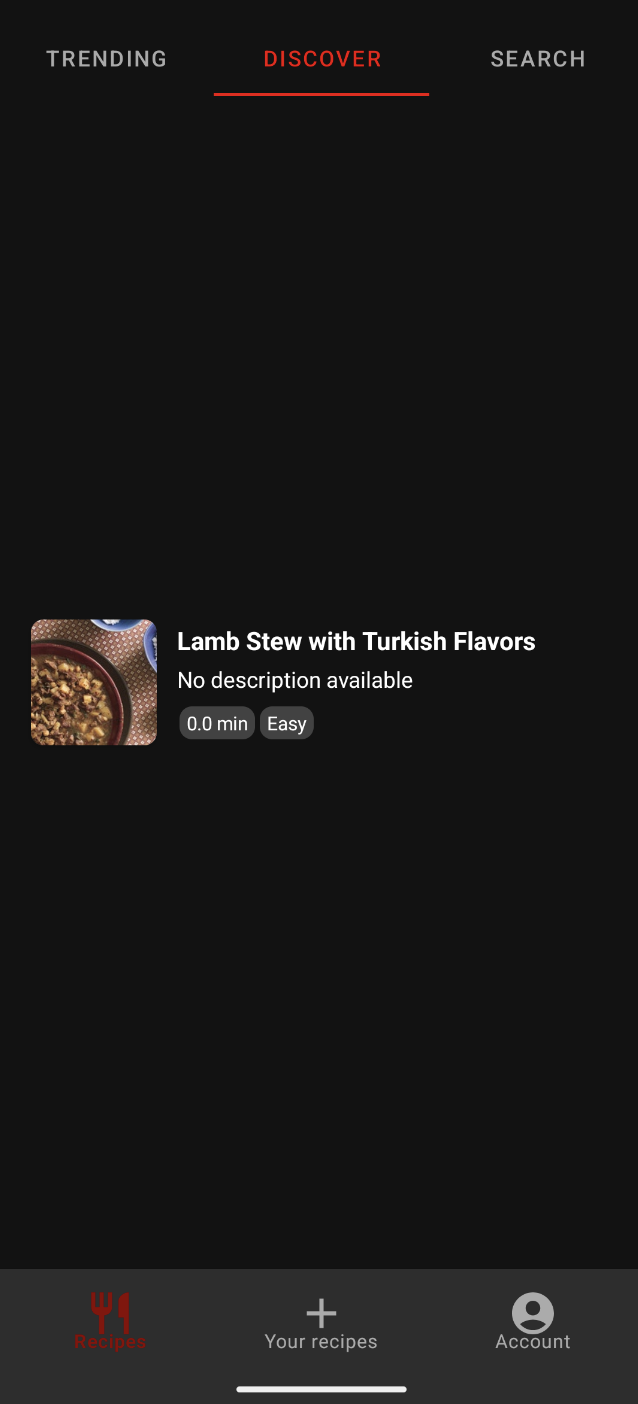 TRENDING DISCOVER SEARCH
Lamb Stew with Turkish Flavors
No description available
0.0 min Easy
Recipes Your recipes Account